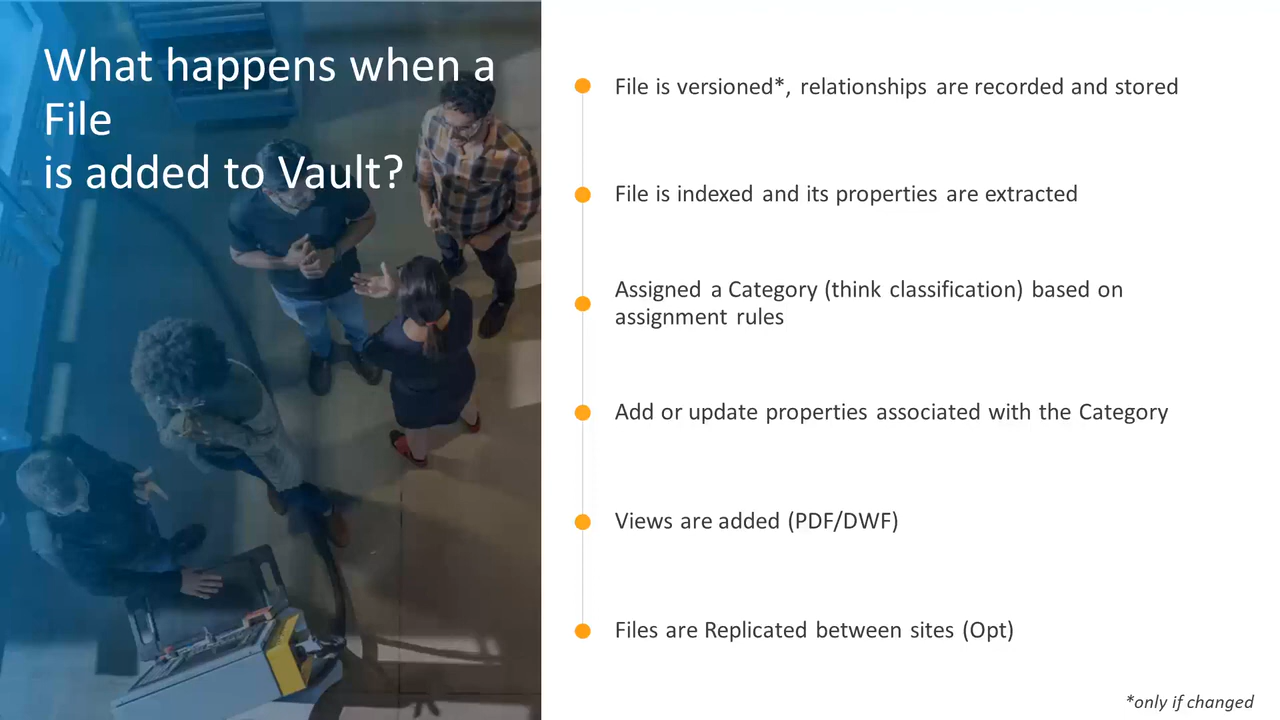 What happens when a
File
is added to Vault?
File is versioned*, relationships are recorded and stored
File is indexed and its properties are extracted
Assigned a Category (think classification) based on
assignment rules
Add or update properties associated with the Category
Views are added (PDF/DWF)
Files are Replicated between sites (Opt)
*only if changed